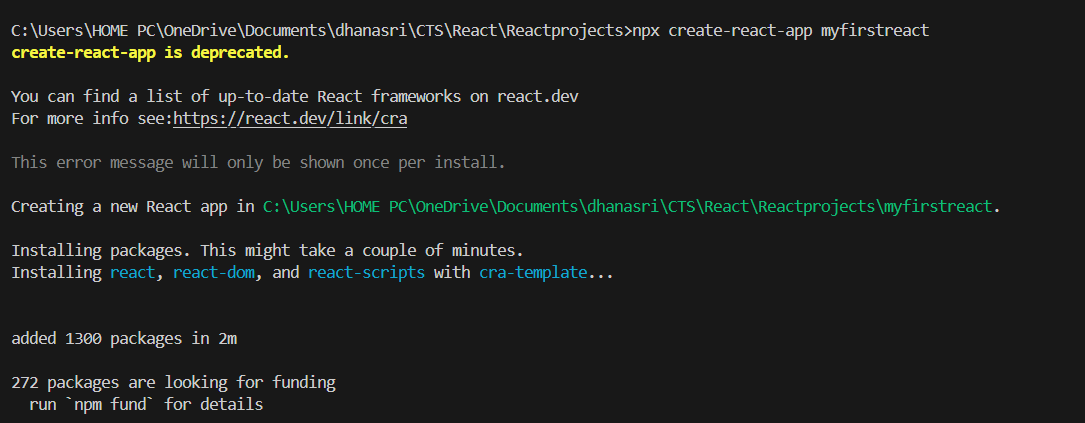 C:\Users\HOME PC\OneDrive\Documents\dhanasri\CTS\React\Reactprojects>npx create-react-app myfirstreact
create-react-app is deprecated.
You can find a list of up-to-date React frameworks on react.dev
For more info see:https://react.dev/link/cra
This error message will only be shown once per install.
Creating a new React app in C:\Users\HOME PC\OneDrive\Documents\dhanasri\CTS\React\Reactprojects\myfirstreact.
Installing packages. This might take a couple of minutes.
Installing react, react-dom, and react-scripts with cra-template...
added 1300 packages in 2m
272 packages are looking for funding
  run `npm fund` for details